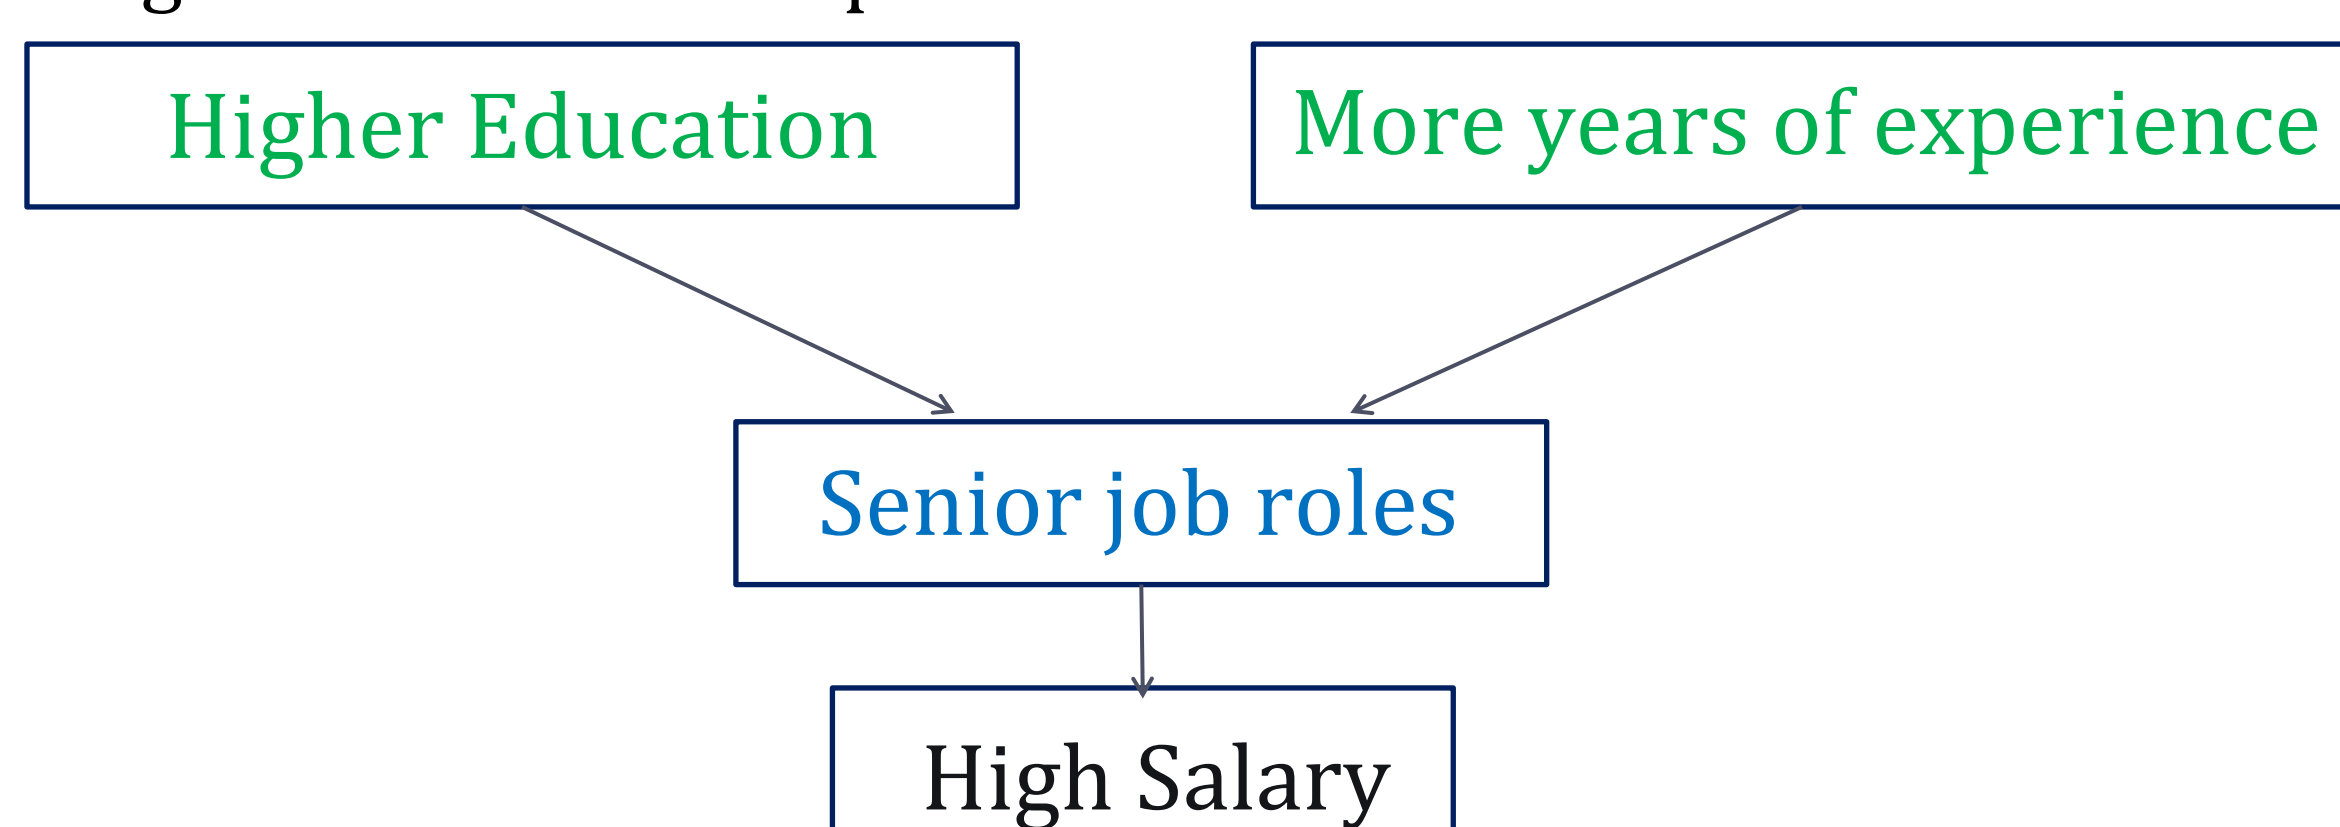 Higher Education
More years of experience
Senior job roles
High Salary